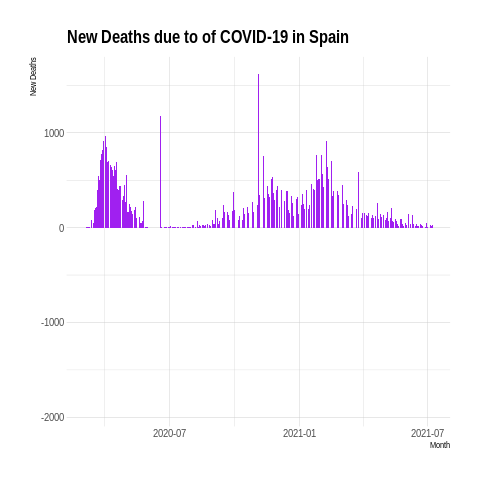 New Deaths due to of COVID-19 in Spain
New Deaths
1000
0
-1000
-2000
2020-07
2021-01
2021-07
Month